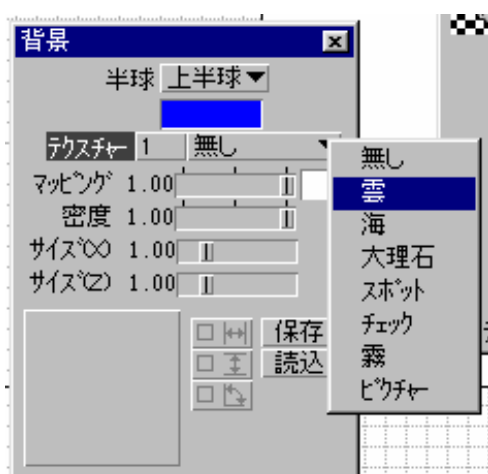 背景
半球 上半球▼
テクスチャー 1 無し
マッピング 1.00
密度 1.00
サイズ(X) 1.00
サイズ(Z) 1.00
保存
読込
無し
雲
海
大理石
スポット
チェック
霧
ピクチャー